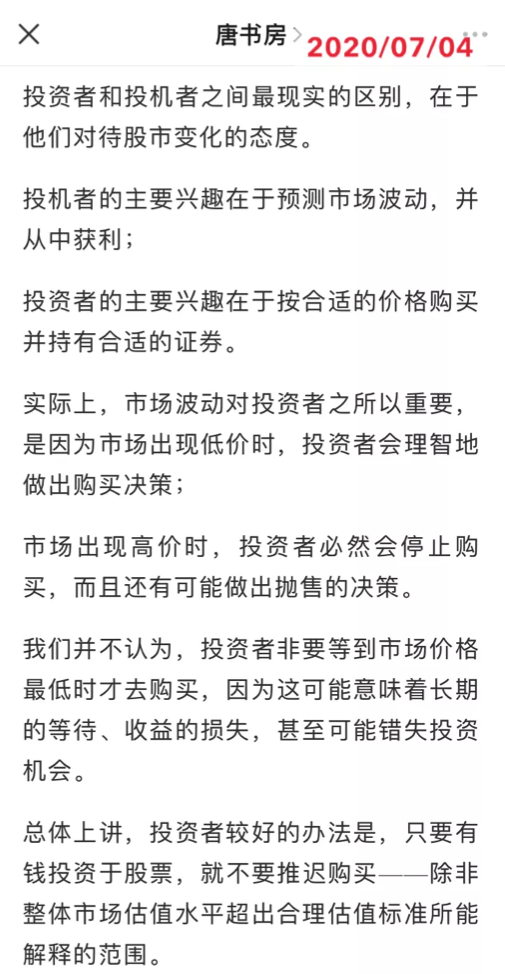 唐书房
2020/07/04
投资者和投机者之间最现实的区别，在于
他们对待股市变化的态度。
投机者的主要兴趣在于预测市场波动，并
从中获利；
投资者的主要兴趣在于按合适的价格购买
并持有合适的证券。
实际上，市场波动对投资者之所以重要，
是因为市场出现低价时，投资者会理智地
做出购买决策；
市场出现高价时，投资者必然会停止购
买，而且还有可能做出抛售的决策。
我们并不认为，投资者非要等到市场价格
最低时才去购买，因为这可能意味着长期
的等待、收益的损失，甚至可能错失投资
机会。
总体上讲，投资者较好的办法是，只要有
钱投资于股票，就不要推迟购买——除非
整体市场估值水平超出合理估值标准所能
解释的范围。